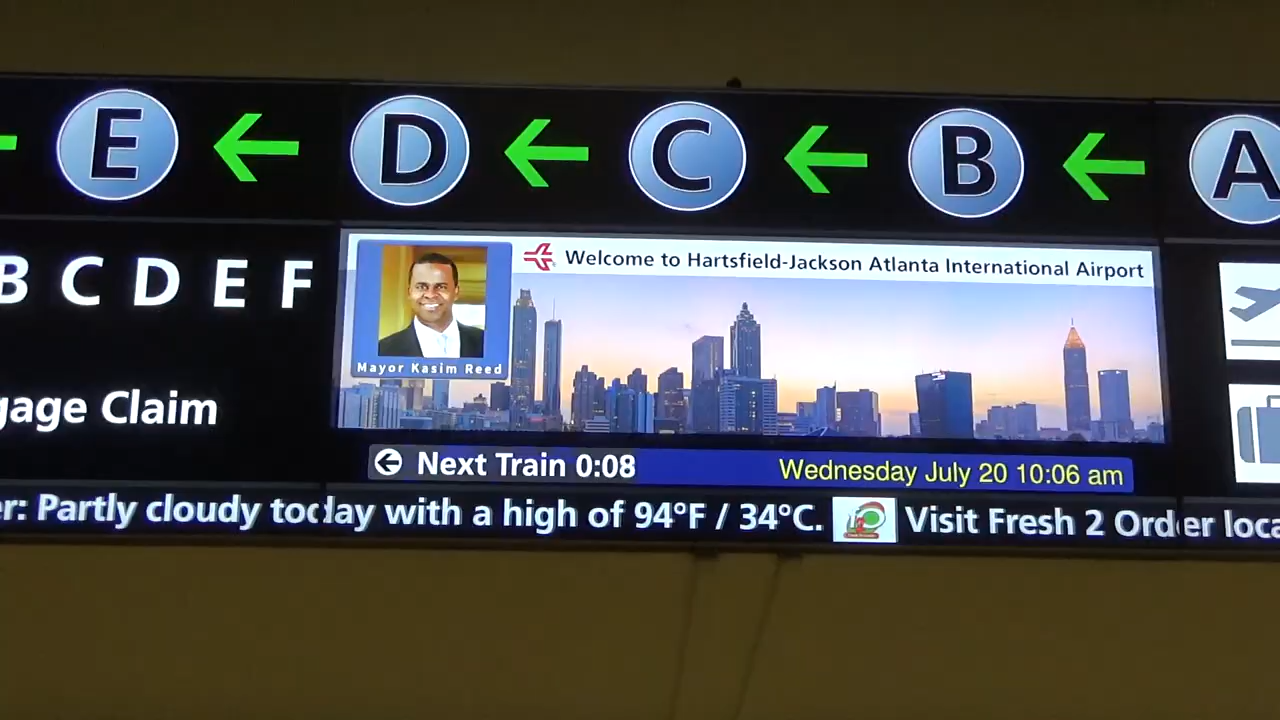 E D C B A
B C D E F
Welcome to Hartsfield-Jackson Atlanta International Airport
Mayor Kasim Reed
gage Claim
Next Train 0:08
Wednesday July 20 10:06 am
er: Partly cloudy today with a high of 94°F / 34°C. Visit Fresh 2 Order loca